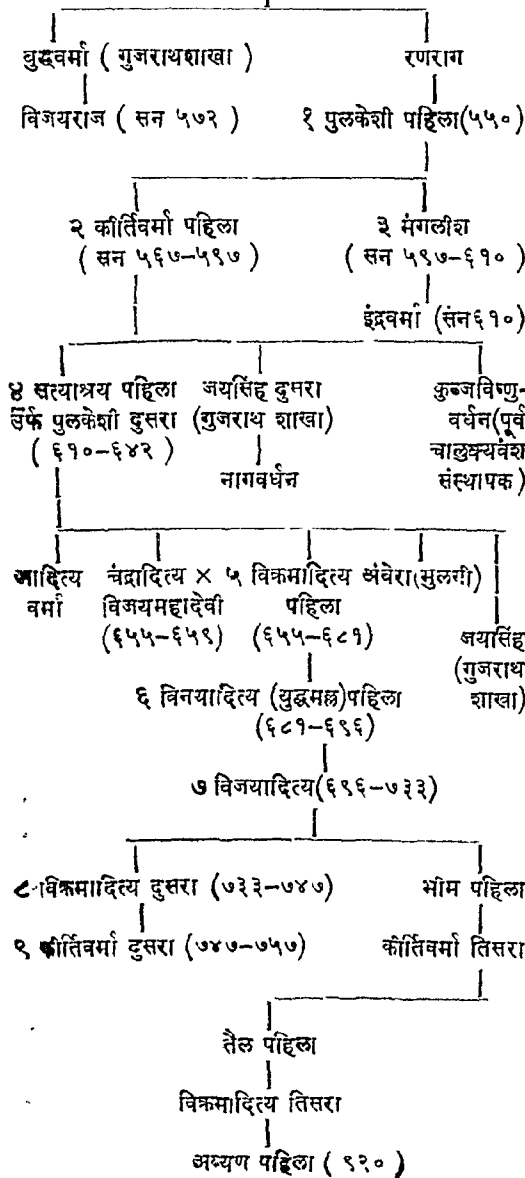 बुद्धवर्मा ( गुजराथशाखा ) रणराग
विजयराज ( सन ५७२ ) १ पुलकेशी पहिला(५५०)
२ कीर्तिवर्मा पहिला ३ मंगलीश
( सन ५६७-५९७ ) ( सन ५९७-६१० )
इंद्रवर्मा (संन६१०)
४ सत्याश्रय पहिला जयसिंह दुसरा कुब्जविष्णु-
उर्फ पुलकेशी दुसरा (गुजराथ शाखा) वर्धन(पूर्व
( ६१०-६४२ ) चालुक्यवंश
नागवर्धन संस्थापक)
आदित्य चंद्रादित्य × ५ विक्रमादित्य अंबेरा(मुलगी)
वर्मा विजयमहादेवी पहिला
(६५५-६५९) (६५५-६८१) जयसिंह
(गुजराथ
६ विनयादित्य (युद्धमल्ल)पहिला शाखा)
(६८१-६९६)
७ विजयादित्य(६९६-७३३)
८ विक्रमादित्य दुसरा (७३३-७४७) भीम पहिला
९ कीर्तिवर्मा दुसरा (७४७-७५७) कीर्तिवर्मा तिसरा
तैल पहिला
विक्रमादित्य तिसरा
अय्यण पहिला ( ९२० )